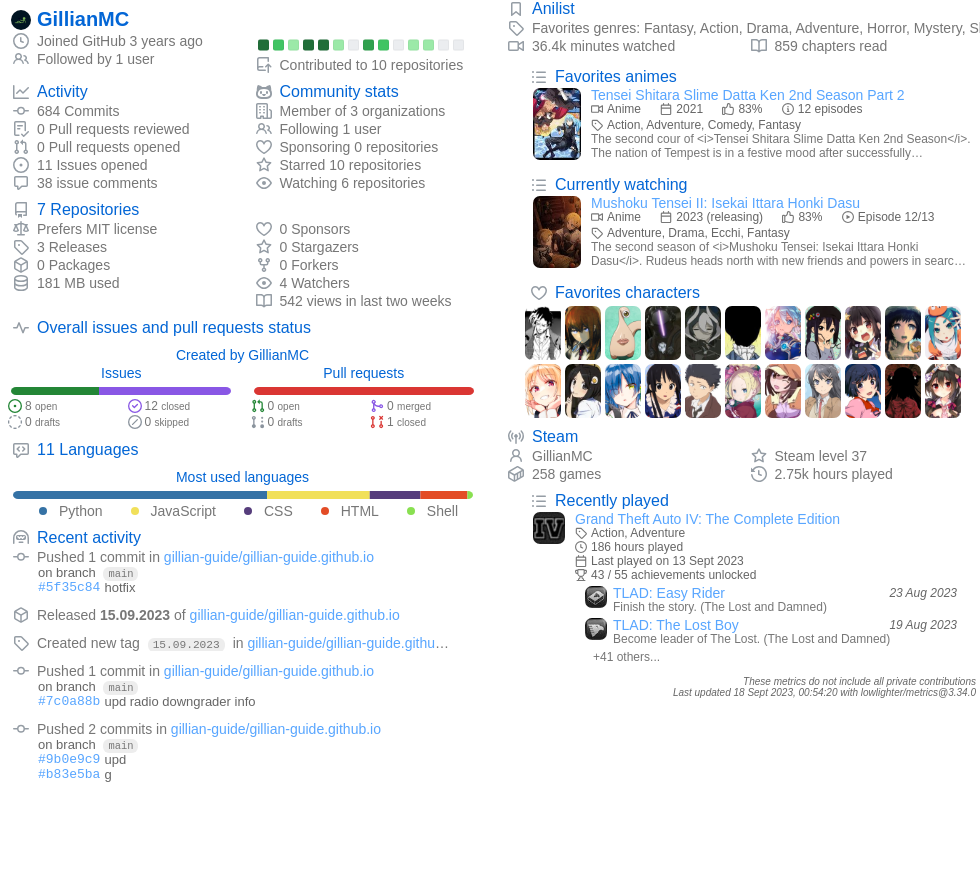 GillianMC
Joined GitHub 3 years ago
Followed by 1 user
Contributed to 10 repositories
Activity
684 Commits
0 Pull requests reviewed
0 Pull requests opened
11 Issues opened
38 issue comments
Community stats
Member of 3 organizations
Following 1 user
Sponsoring 0 repositories
Starred 10 repositories
Watching 6 repositories
7 Repositories
Prefers MIT license
3 Releases
0 Packages
181 MB used
0 Sponsors
0 Stargazers
0 Forkers
4 Watchers
542 views in last two weeks
Overall issues and pull requests status
Created by GillianMC
Issues
8 open
12 closed
0 drafts
0 skipped
Pull requests
0 open
0 merged
0 drafts
1 closed
11 Languages
Most used languages
Python JavaScript CSS HTML Shell
Recent activity
Pushed 1 commit in gillian-guide/gillian-guide.github.io
on branch main
#5f35c84 hotfix
Released 15.09.2023 of gillian-guide/gillian-guide.github.io
Created new tag 15.09.2023 in gillian-guide/gillian-guide.githu…
Pushed 1 commit in gillian-guide/gillian-guide.github.io
on branch main
#7c0a88b upd radio downgrader info
Pushed 2 commits in gillian-guide/gillian-guide.github.io
on branch main
#9b0e9c9 upd
#b83e5ba g
Anilist
Favorites genres: Fantasy, Action, Drama, Adventure, Horror, Mystery, Sl
36.4k minutes watched
859 chapters read
Favorites animes
Tensei Shitara Slime Datta Ken 2nd Season Part 2
Anime 2021 83% 12 episodes
Action, Adventure, Comedy, Fantasy
The second cour of <i>Tensei Shitara Slime Datta Ken 2nd Season</i>.
The nation of Tempest is in a festive mood after successfully…
Currently watching
Mushoku Tensei II: Isekai Ittara Honki Dasu
Anime 2023 (releasing) 83% Episode 12/13
Adventure, Drama, Ecchi, Fantasy
The second season of <i>Mushoku Tensei: Isekai Ittara Honki
Dasu</i>. Rudeus heads north with new friends and powers in searc…
Favorites characters
Steam
GillianMC
Steam level 37
258 games
2.75k hours played
Recently played
IV
Grand Theft Auto IV: The Complete Edition
Action, Adventure
186 hours played
Last played on 13 Sept 2023
43 / 55 achievements unlocked
TLAD: Easy Rider 23 Aug 2023
Finish the story. (The Lost and Damned)
TLAD: The Lost Boy 19 Aug 2023
Become leader of The Lost. (The Lost and Damned)
+41 others...
These metrics do not include all private contributions
Last updated 18 Sept 2023, 00:54:20 with lowlighter/metrics@3.34.0